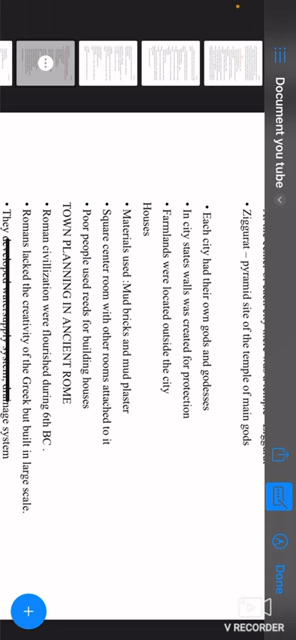 Document you tube
Done
• Ziggurat – pyramid site of the temple of main gods
• Each city had their own gods and godesses
• In city states walls was created for protection
• Farmlands were located outside the city
Houses
• Materials used :Mud bricks and mud plaster
• Square center room with other rooms attached to it
• Poor people used reeds for building houses
TOWN PLANNING IN ANCIENT ROME
• Roman civillization were flourished during 6th BC .
• Romans lacked the creativity of the Greek but built in large scale.
• They developed watersupply system, drainage system
V RECORDER